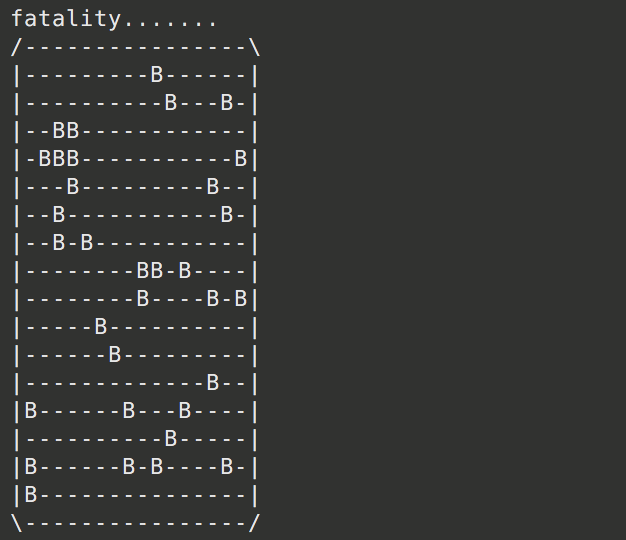 fatality.......
/----------------\
|---------B------|
|----------B---B-|
|--BB------------|
|-BBB-----------B|
|---B---------B--|
|--B-----------B-|
|--B-B-----------|
|--------BB-B----|
|--------B----B-B|
|-----B----------|
|------B---------|
|-------------B--|
|B------B---B----|
|----------B-----|
|B------B-B----B-|
|B---------------|
\----------------/